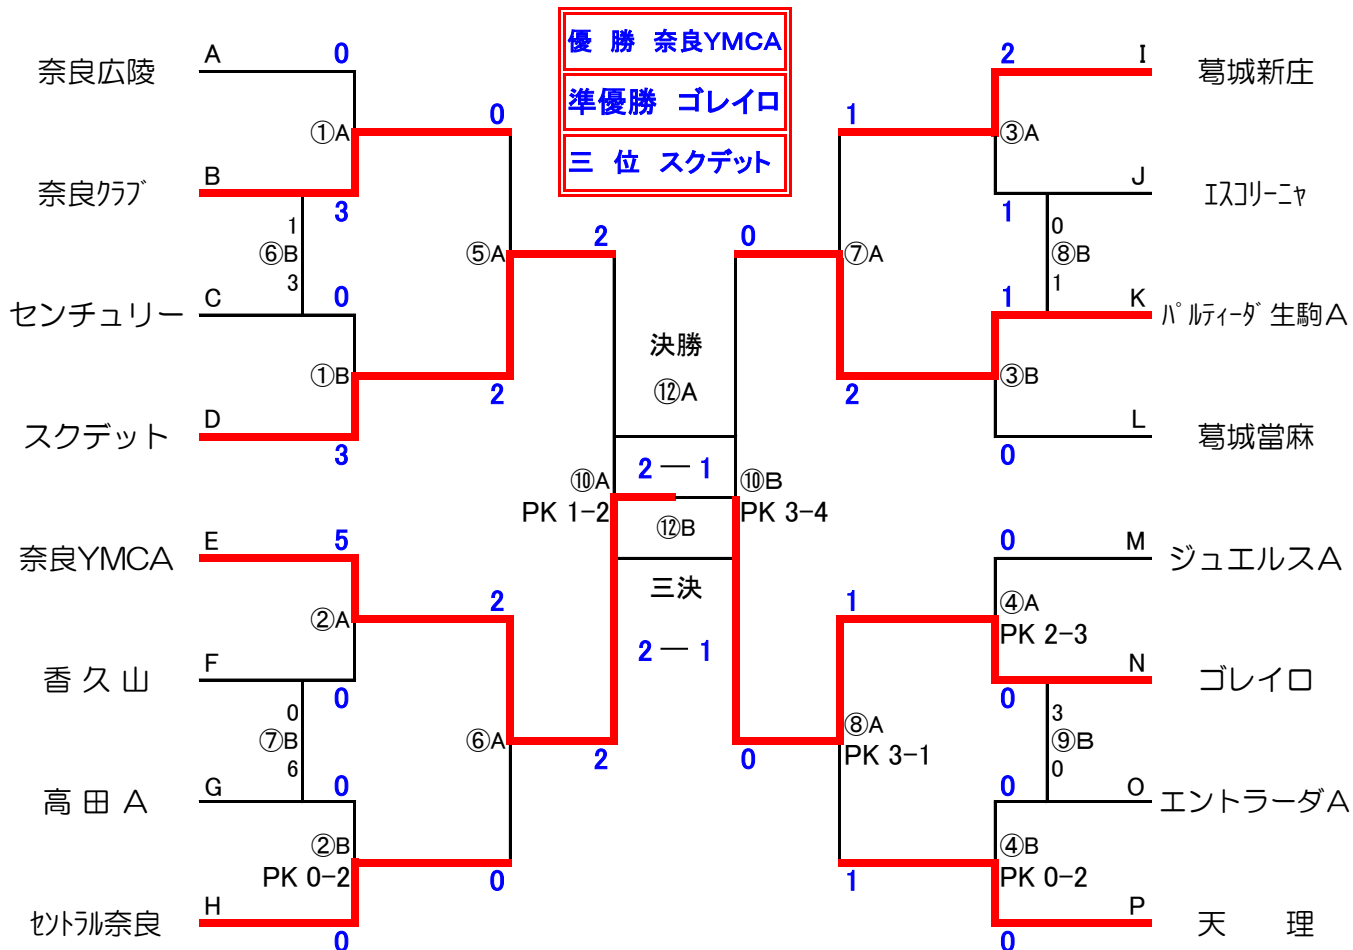 優 勝 奈良YMCA
準優勝 ゴレイロ
三 位 スクデット
奈良広陵
A
0
①A
0
奈良クラブ
B
3
1
⑥B
3
⑤A
2
センチュリー
C
0
①B
2
スクデット
D
3
⑩A
PK 1-2
奈良YMCA
E
5
②A
2
香久山
F
0
0
⑦B
6
⑥A
2
高田A
G
0
②B
PK 0-2
0
セントラル奈良
H
0
決勝
⑫A
2 ― 1
⑫B
三決
2 ― 1
2
I
葛城新庄
1
③A
J
エスコリーニャ
1
0
⑧B
1
0
⑦A
1
K
パルティーダ生駒A
③B
2
L
葛城當麻
0
⑩B
PK 3-4
0
M
ジュエルスA
④A
PK 2-3
1
N
ゴレイロ
0
3
⑨B
0
⑧A
PK 3-1
0
0
O
エントラーダA
④B
PK 0-2
1
P
天 理
0